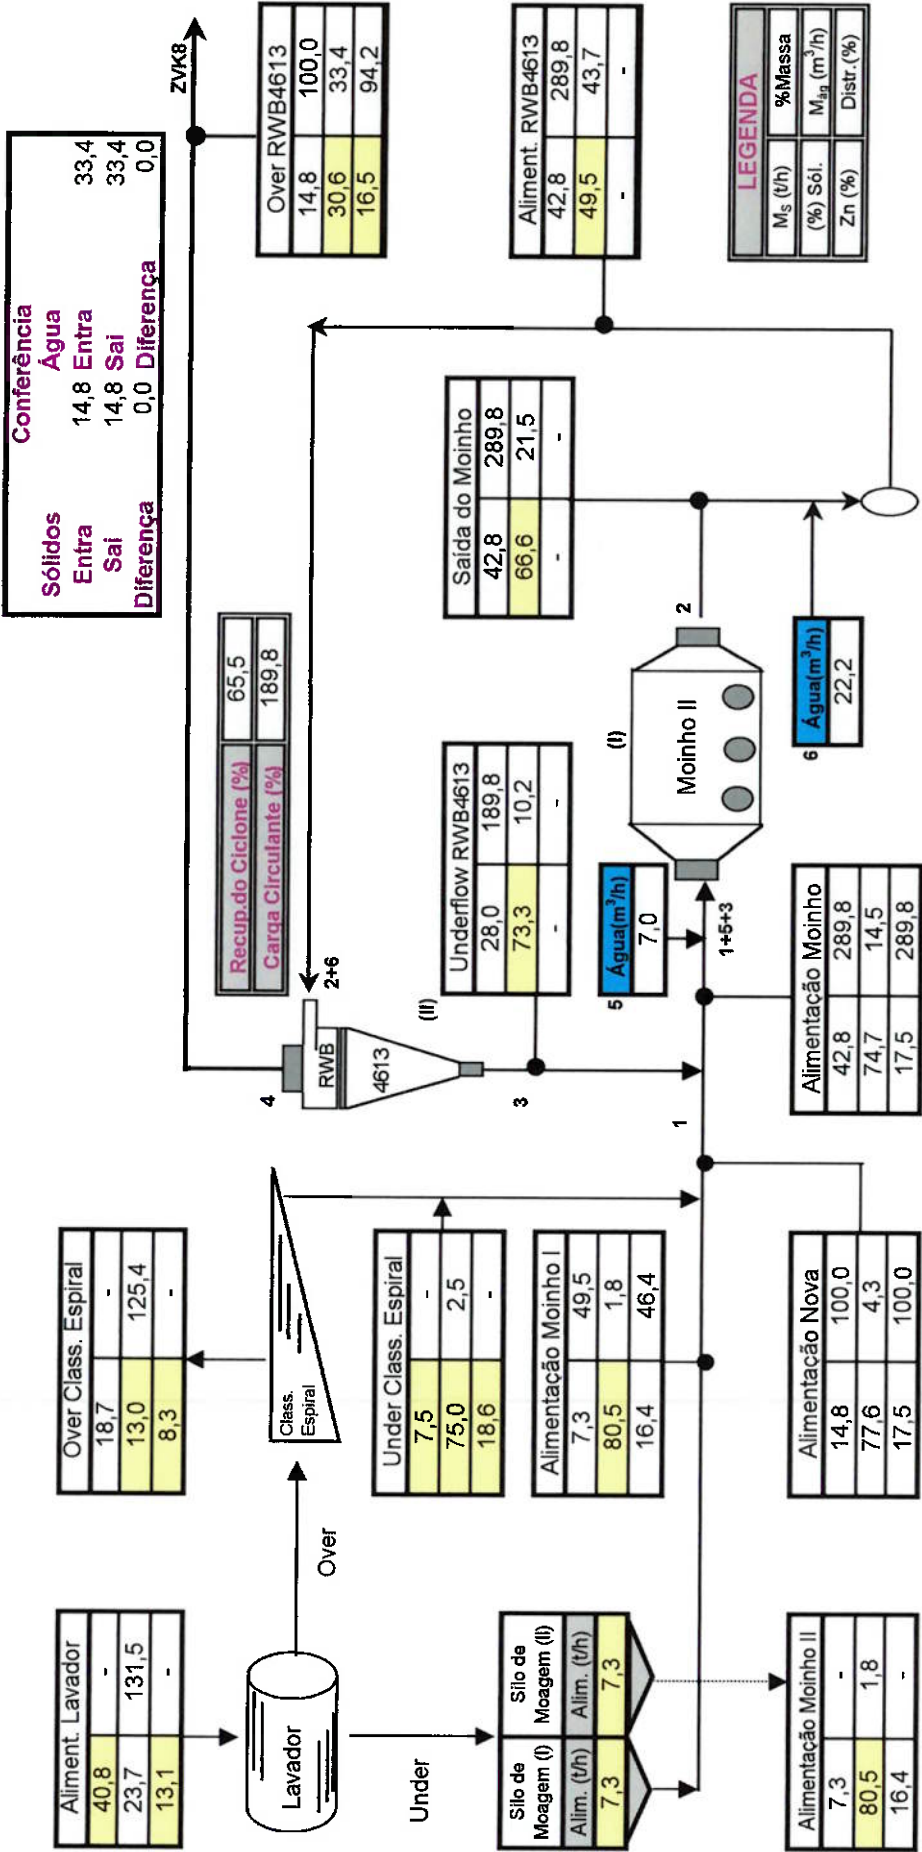 Conferência
Sólidos Água
Entra 14,8 Entra 33,4
Sai 14,8 Sai 33,4
Diferença 0,0 Diferença 0,0
ZVK8
Aliment. Lavador
40,8 -
23,7 131,5
13,1 -
Lavador
Over
Under
Over Class. Espiral
18,7 -
13,0 125,4
8,3 -
Class.
Espiral
Under Class. Espiral
7,5 -
75,0 2,5
18,6 -
Silo de
Moagem (I)
Alim. (t/h)
7,3
Silo de
Moagem (II)
Alim. (t/h)
7,3
Alimentação Moinho I
7,3 49,5
80,5 1,8
16,4 46,4
Alimentação Moinho II
7,3 -
80,5 1,8
16,4 -
Alimentação Nova
14,8 100,0
77,6 4,3
17,5 100,0
1
Recup.do Ciclone (%) 65,5
Carga Circulante (%) 189,8
4
RWB
4613
2+6
3
(II)
Underflow RWB4613
28,0 189,8
73,3 10,2
- -
5
Água(m³/h)
7,0
1+5+3
Alimentação Moinho
42,8 289,8
74,7 14,5
17,5 289,8
(I)
Moinho II
2
Saída do Moinho
42,8 289,8
66,6 21,5
- -
6
Água(m³/h)
22,2
Over RWB4613
14,8 100,0
30,6 33,4
16,5 94,2
Aliment. RWB4613
42,8 289,8
49,5 43,7
- -
LEGENDA
Ms (t/h) %Massa
(%) Sól. Mág (m³/h)
Zn (%) Distr.(%)